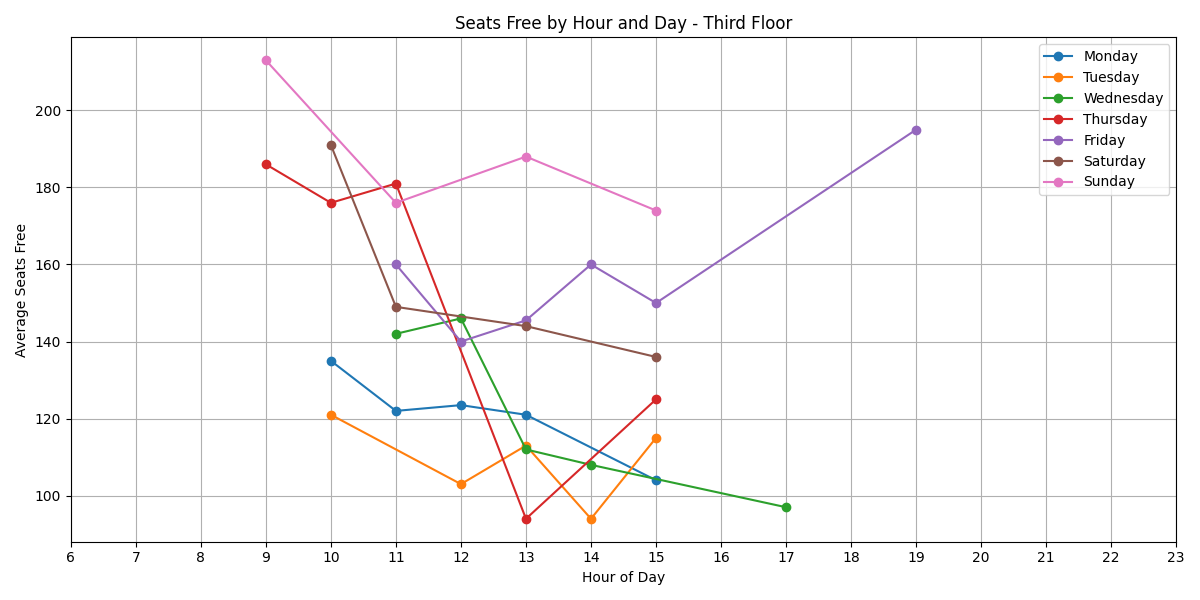 Seats Free by Hour and Day - Third Floor
Average Seats Free
200
180
160
140
120
100
Monday
Tuesday
Wednesday
Thursday
Friday
Saturday
Sunday
6 7 8 9 10 11 12 13 14 15 16 17 18 19 20 21 22 23
Hour of Day